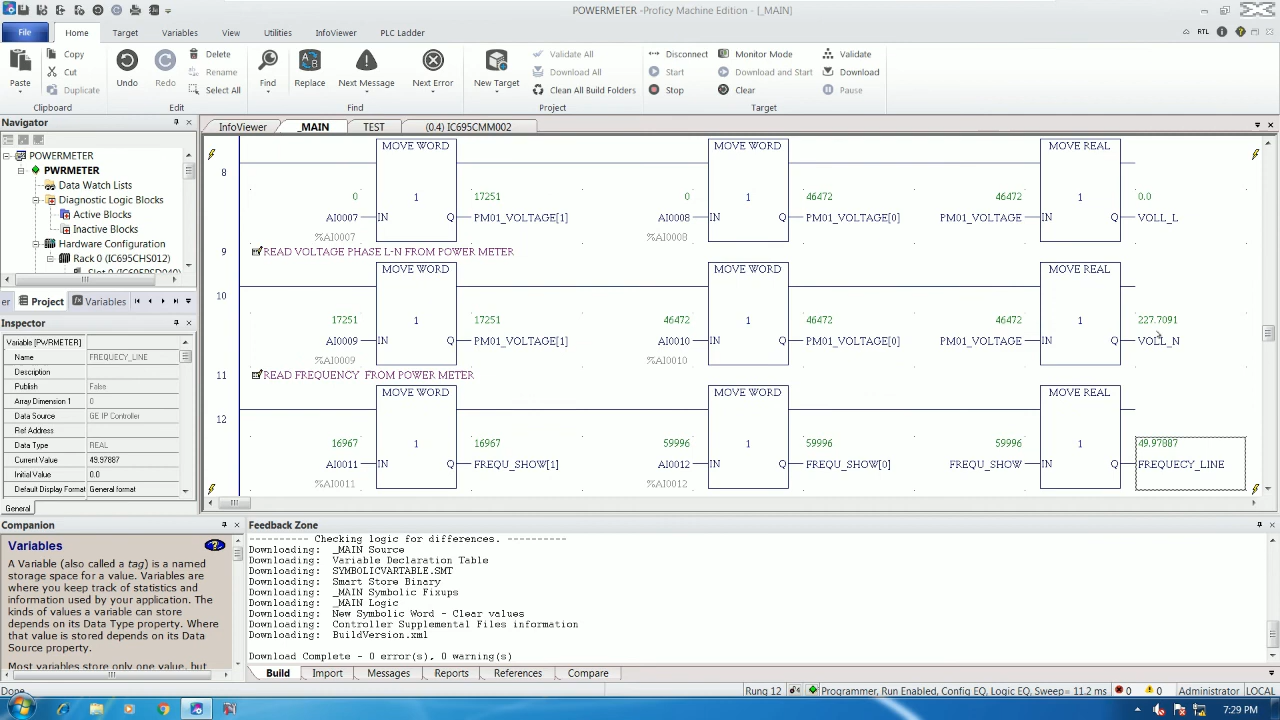 POWERMETER -Proficy Machine Edition - [_MAIN]
File Home Target Variables View Utilities InfoViewer PLC Ladder RTL
Paste Copy Cut Duplicate Undo Redo Delete Rename Select All Find Replace Next Message Next Error New Target Validate All Download All Clean All Build Folders Disconnect Start Stop Monitor Mode Download and Start Clear Validate Download Pause
Clipboard Edit Find Project Target
Navigator
InfoViewer _MAIN TEST (0.4) IC695CMM002
POWERMETER
PWRMETER
Data Watch Lists
Diagnostic Logic Blocks
Active Blocks
Inactive Blocks
Hardware Configuration
Rack 0 (IC695CHS012)
Slot 0 (IC695PSD040)
er Project Variables
Inspector
Variable [PWRMETER]
Name FREQUECY_LINE
Description
Publish False
Array Dimension 1 0
Data Source GE IP Controller
Ref Address
Data Type REAL
Current Value 49.97887
Initial Value 0.0
Default Display Format General format
General
MOVE WORD MOVE WORD MOVE REAL
8
0 1 17251 0 1 46472 46472 1 0.0
AI0007 IN Q PM01_VOLTAGE[1] AI0008 IN Q PM01_VOLTAGE[0] PM01_VOLTAGE IN Q VOLL_L
%AI0007 %AI0008
9 READ VOLTAGE PHASE L-N FROM POWER METER
MOVE WORD MOVE WORD MOVE REAL
10
17251 1 17251 46472 1 46472 46472 1 227.7091
AI0009 IN Q PM01_VOLTAGE[1] AI0010 IN Q PM01_VOLTAGE[0] PM01_VOLTAGE IN Q VOLL_N
%AI0009 %AI0010
11 READ FREQUENCY FROM POWER METER
MOVE WORD MOVE WORD MOVE REAL
12
16967 1 16967 59996 1 59996 59996 1 49.97887
AI0011 IN Q FREQU_SHOW[1] AI0012 IN Q FREQU_SHOW[0] FREQU_SHOW IN Q FREQUECY_LINE
%AI0011 %AI0012
Companion
Variables
A Variable (also called a tag) is a named
storage space for a value. Variables are
where you keep track of statistics and
information used by your application. The
kinds of values a variable can store
depends on its Data Type property. Where
that value is stored depends on its Data
Source property.
Most variables store only one value, but
Feedback Zone
---------- Checking logic for differences. ----------
Downloading: _MAIN Source
Downloading: Variable Declaration Table
Downloading: SYMBOLICVARTABLE.SMT
Downloading: Smart Store Binary
Downloading: _MAIN Symbolic Fixups
Downloading: _MAIN Logic
Downloading: New Symbolic Word - Clear values
Downloading: Controller Supplemental Files information
Downloading: BuildVersion.xml
Download Complete - 0 error(s), 0 warning(s)
Build Import Messages Reports References Compare
Done Rung 12 Programmer, Run Enabled, Config EQ, Logic EQ, Sweep= 11.2 ms 0 0 Administrator LOCAL
7:29 PM